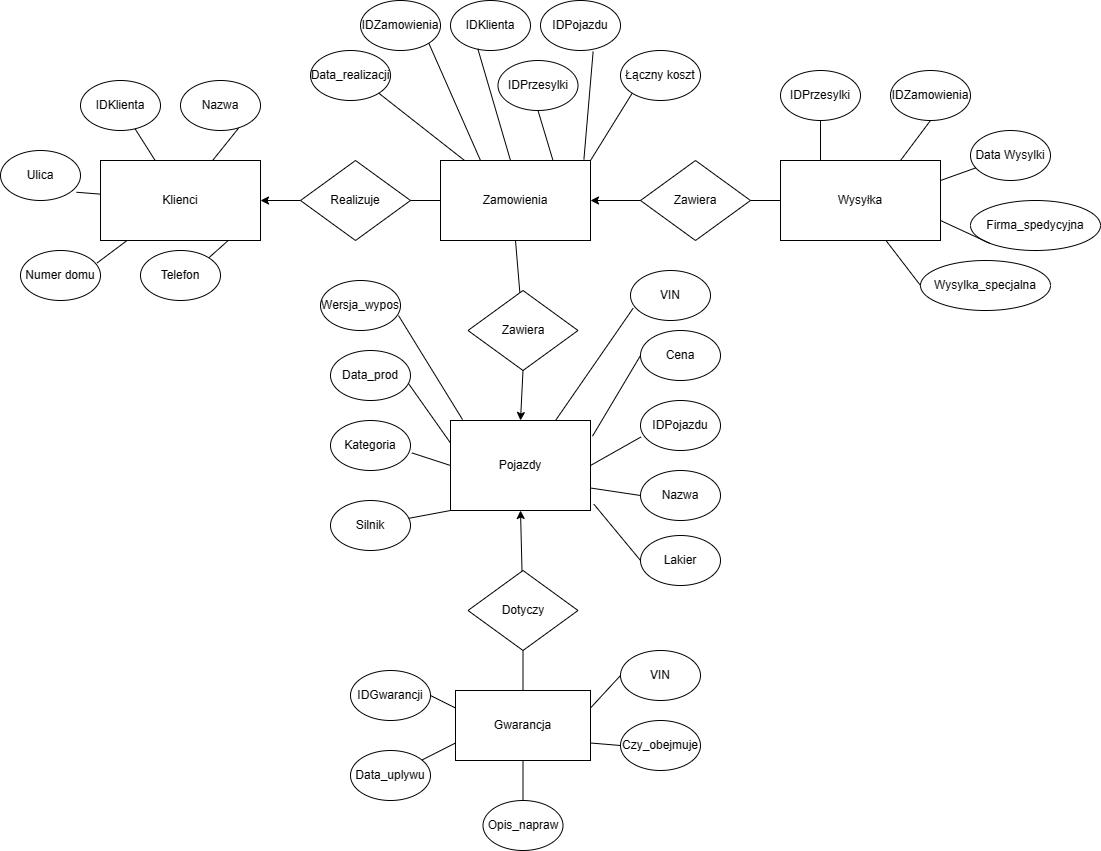 IDZamowienia
IDKlienta
IDPojazdu
Data_realizacji
IDPrzesylki
Łączny koszt
IDKlienta
Nazwa
IDPrzesylki
IDZamowienia
Ulica
Data Wysylki
Klienci
Realizuje
Zamowienia
Zawiera
Wysyłka
Firma_spedycyjna
Numer domu
Telefon
Wysylka_specjalna
Wersja_wypos
VIN
Zawiera
Data_prod
Cena
Kategoria
IDPojazdu
Pojazdy
Nazwa
Silnik
Lakier
Dotyczy
IDGwarancji
VIN
Gwarancja
Czy_obejmuje
Data_uplywu
Opis_napraw